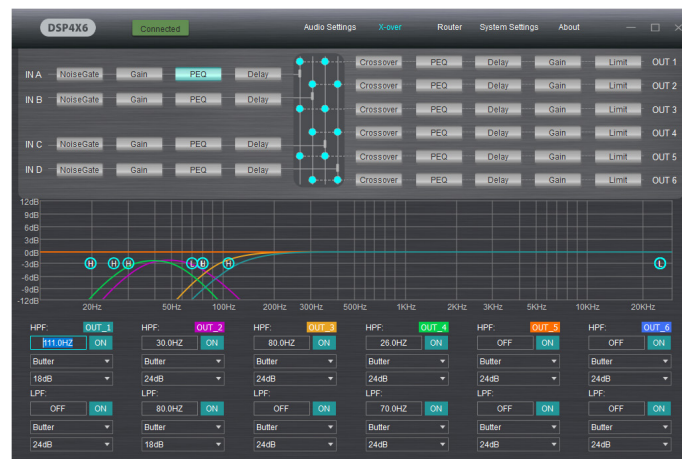 DSP4X6 Connected Audio Settings X-over Router System Settings About
Crossover PEQ Delay Gain Limit OUT 1
IN A NoiseGate Gain PEQ Delay
Crossover PEQ Delay Gain Limit OUT 2
IN B NoiseGate Gain PEQ Delay
Crossover PEQ Delay Gain Limit OUT 3
Crossover PEQ Delay Gain Limit OUT 4
IN C NoiseGate Gain PEQ Delay
Crossover PEQ Delay Gain Limit OUT 5
IN D NoiseGate Gain PEQ Delay
Crossover PEQ Delay Gain Limit OUT 6
12dB
9dB
6dB
3dB
0dB
-3dB H H H L H L
-6dB
-9dB
-12dB
20Hz 50Hz 100Hz 200Hz 300Hz 500Hz 1KHz 2KHz 3KHz 5KHz 10KHz 20KHz
HPF: OUT_1 HPF: OUT_2 HPF: OUT_3 HPF: OUT_4 HPF: OUT_5 HPF: OUT_6
111.0HZ ON 30.0HZ ON 80.0HZ ON 26.0HZ ON OFF ON OFF ON
Butter Butter Butter Butter Butter Butter
18dB 24dB 24dB 24dB 24dB 24dB
LPF: LPF: LPF: LPF: LPF: LPF:
OFF ON 80.0HZ ON OFF ON 70.0HZ ON OFF ON OFF ON
Butter Butter Butter Butter Butter Butter
24dB 18dB 24dB 24dB 24dB 24dB